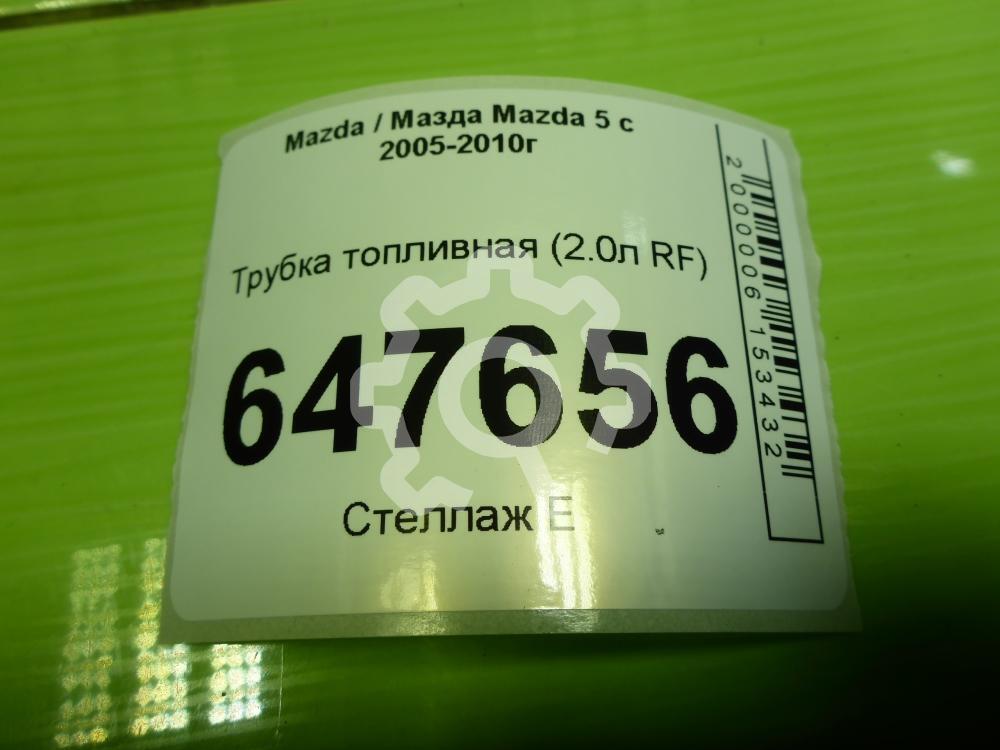 Mazda / Мазда Mazda 5 с
2005-2010г
Трубка топливная (2.0л RF)
647656
Стеллаж E
2000006153432